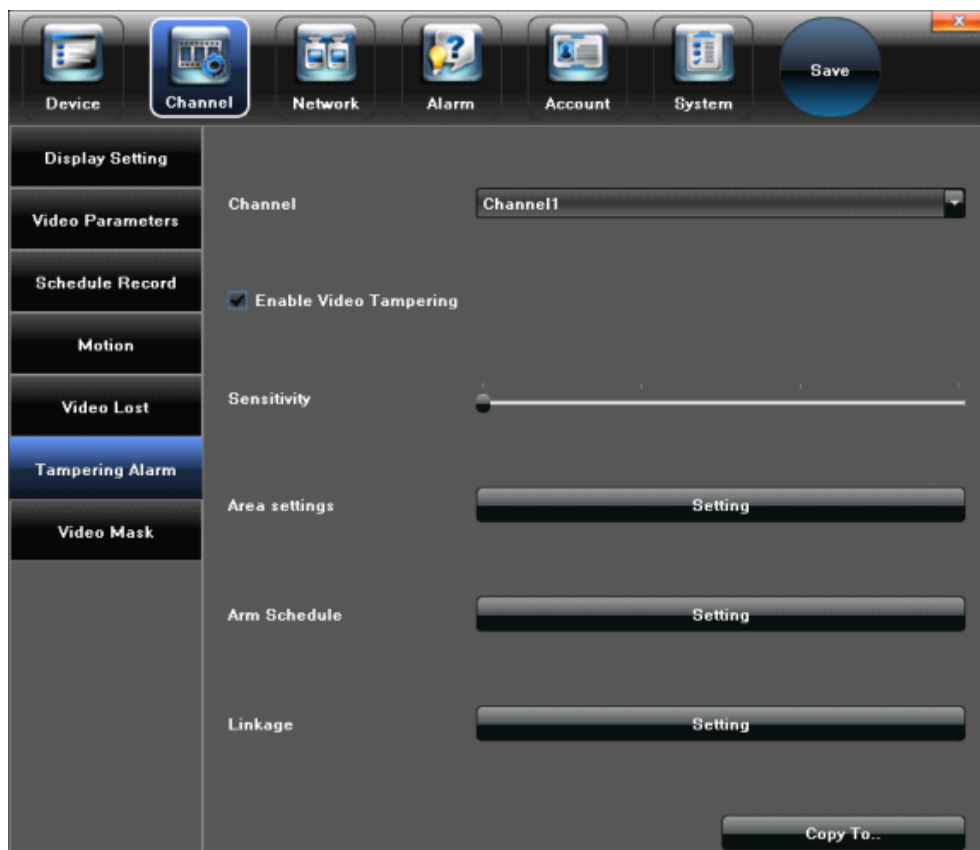 x
Device
Channel
Network
Alarm
Account
System
Save
Display Setting
Video Parameters
Schedule Record
Motion
Video Lost
Tampering Alarm
Video Mask
Channel
Channel1
Enable Video Tampering
Sensitivity
Area settings
Setting
Arm Schedule
Setting
Linkage
Setting
Copy To..